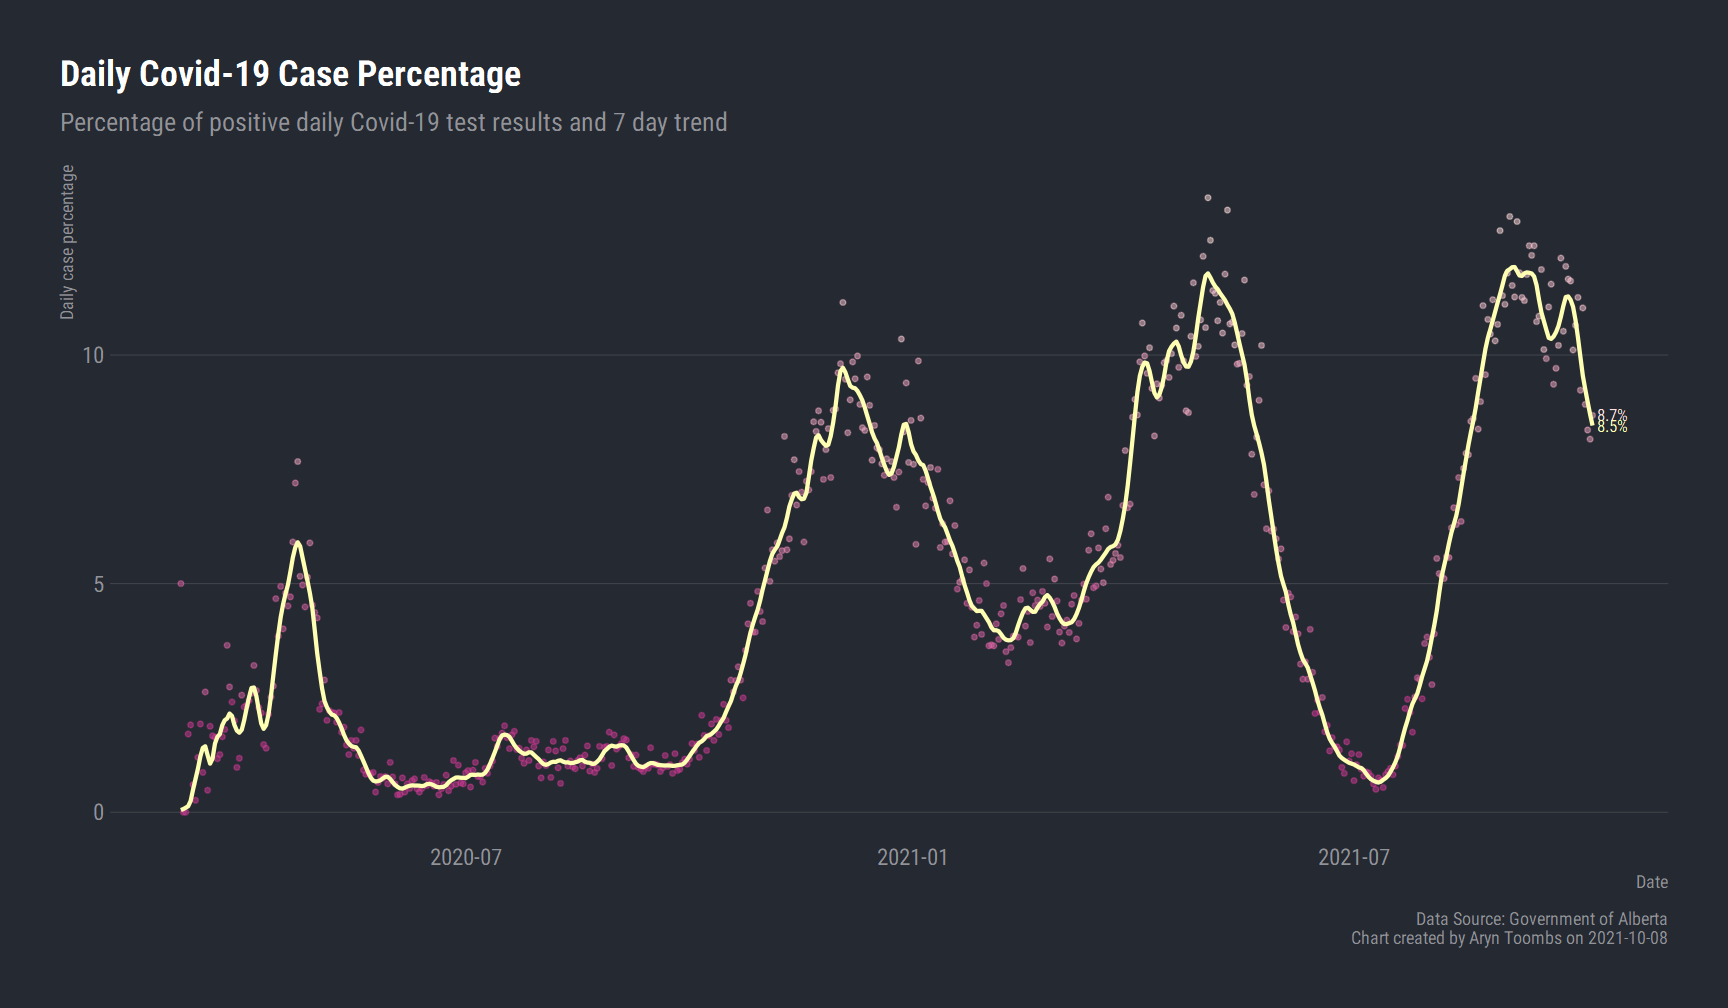 Daily Covid-19 Case Percentage
Percentage of positive daily Covid-19 test results and 7 day trend
Daily case percentage
10
5
0
8.7%
8.5%
2020-07
2021-01
2021-07
Date
Data Source: Government of Alberta
Chart created by Aryn Toombs on 2021-10-08